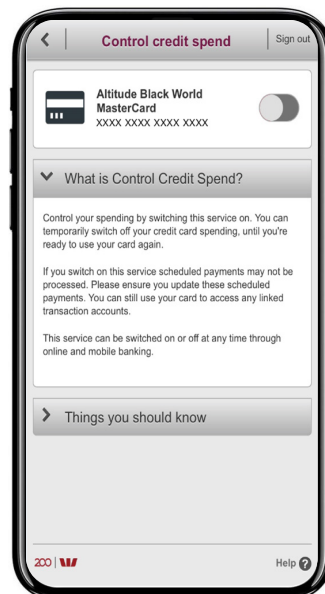 Control credit spend
Sign out
Altitude Black World
MasterCard
XXXX XXXX XXXX XXXX
What is Control Credit Spend?
Control your spending by switching this service on. You can
temporarily switch off your credit card spending, until you're
ready to use your card again.
If you switch on this service scheduled payments may not be
processed. Please ensure you update these scheduled
payments. You can still use your card to access any linked
transaction accounts.
This service can be switched on or off at any time through
online and mobile banking.
Things you should know
200
Help ?